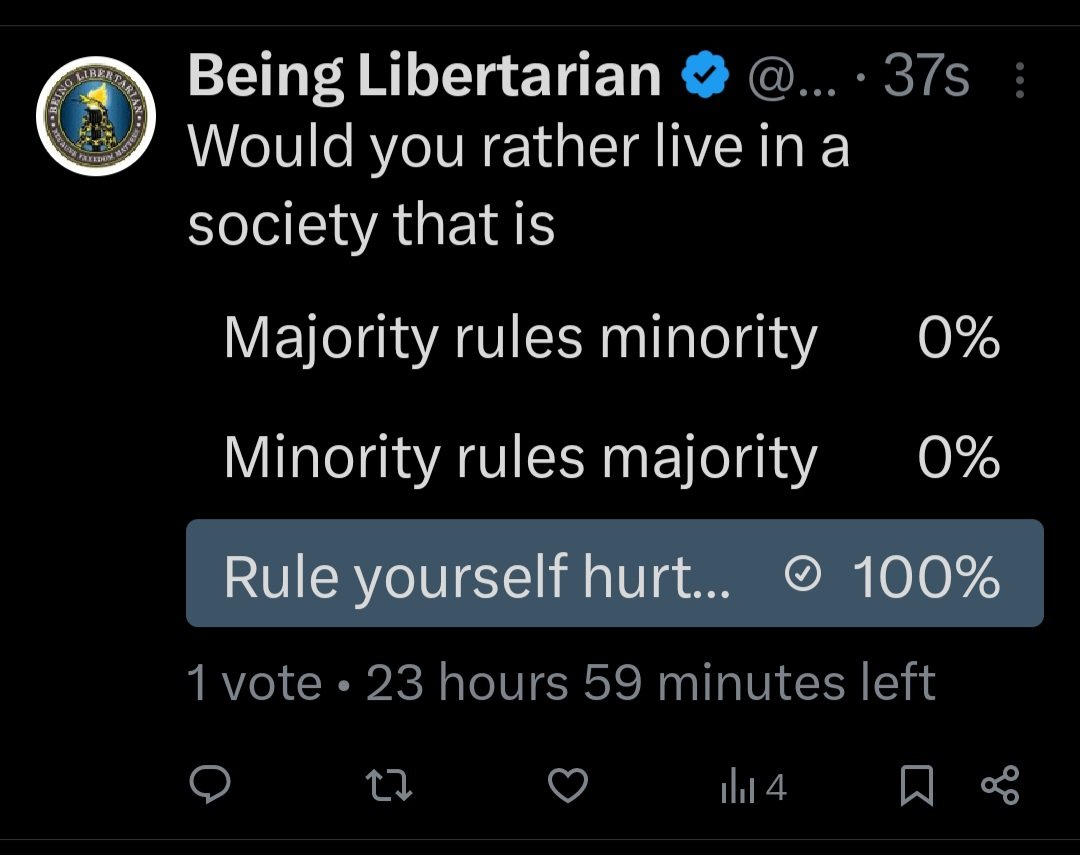 Being Libertarian @... · 37s
Would you rather live in a
society that is
Majority rules minority 0%
Minority rules majority 0%
Rule yourself hurt... 100%
1 vote • 23 hours 59 minutes left
4
BEING LIBERTARIAN